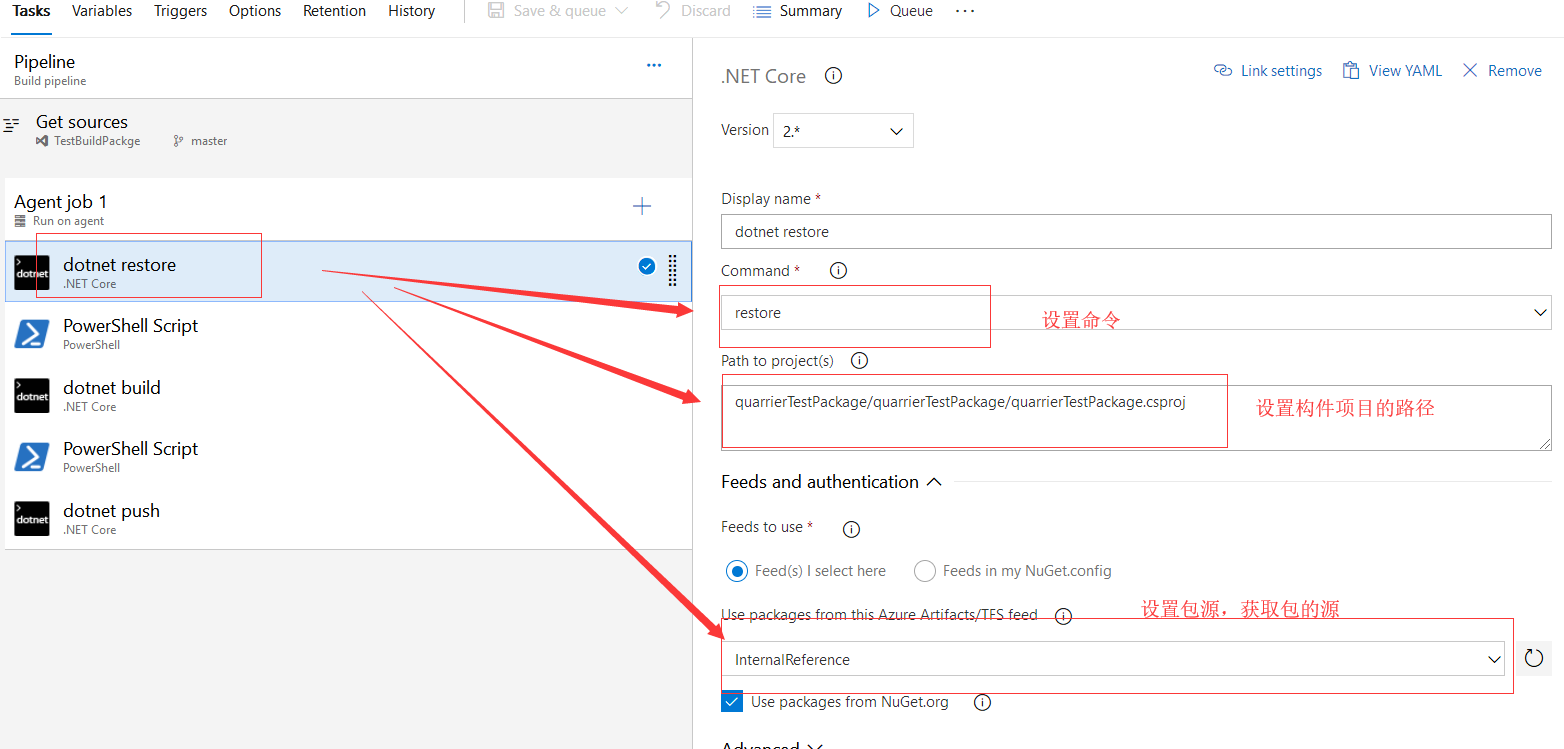 Tasks Variables Triggers Options Retention History Save & queue Discard Summary Queue ...
Pipeline
Build pipeline
Get sources
TestBuildPackge master
Agent job 1
Run on agent
dotnet restore
.NET Core
PowerShell Script
PowerShell
dotnet build
.NET Core
PowerShell Script
PowerShell
dotnet push
.NET Core
.NET Core
Link settings View YAML Remove
Version 2.*
Display name *
dotnet restore
Command *
restore
设置命令
Path to project(s)
quarrierTestPackage/quarrierTestPackage/quarrierTestPackage.csproj
设置构件项目的路径
Feeds and authentication
Feeds to use *
Feed(s) I select here Feeds in my NuGet.config
设置包源，获取包的源
Use packages from this Azure Artifacts/TFS feed
InternalReference
Use packages from NuGet.org
Advanced